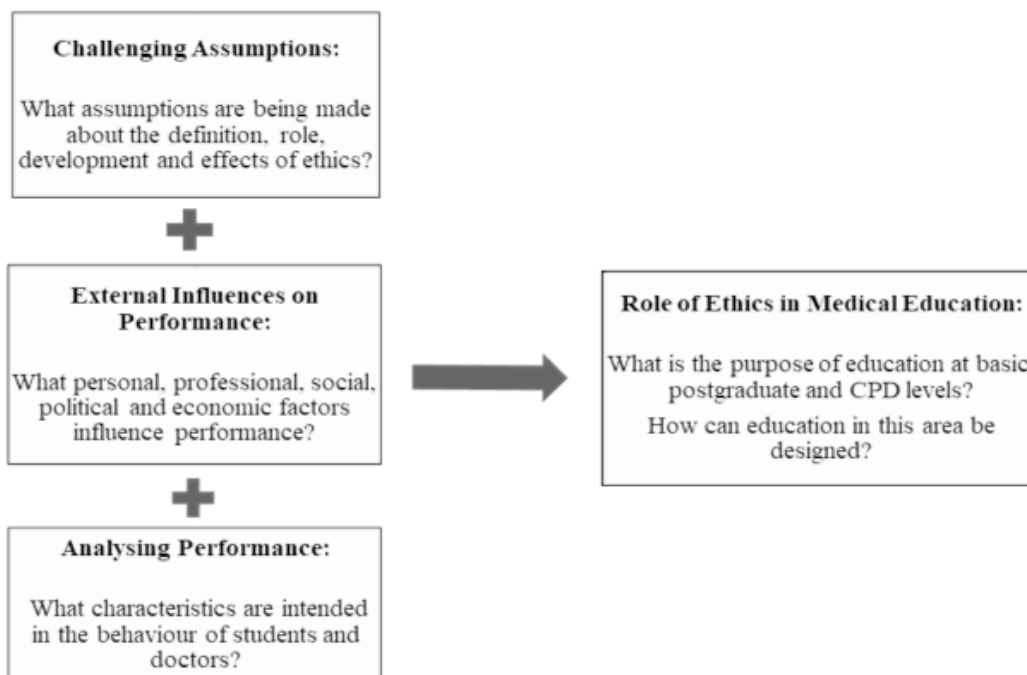 Challenging Assumptions:
What assumptions are being made
about the definition, role,
development and effects of ethics?
External Influences on
Performance:
What personal, professional, social,
political and economic factors
influence performance?
Analysing Performance:
What characteristics are intended
in the behaviour of students and
doctors?
Role of Ethics in Medical Education:
What is the purpose of education at basic
postgraduate and CPD levels?
How can education in this area be
designed?